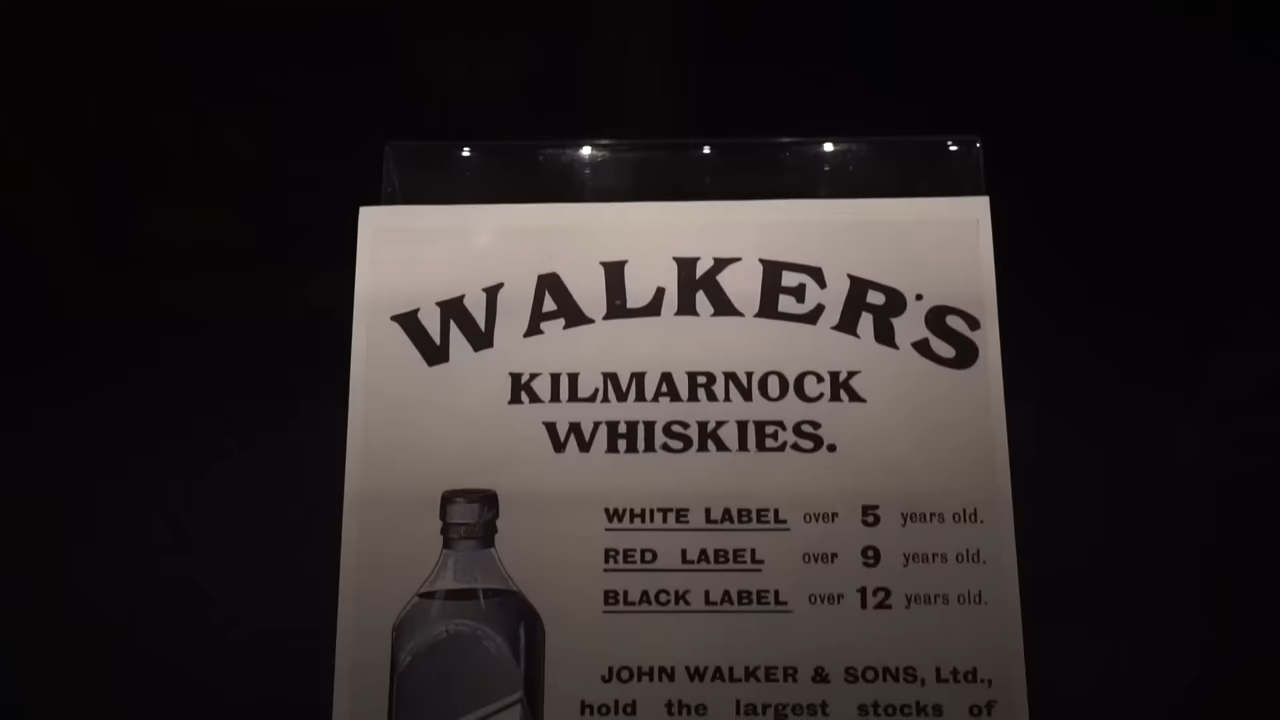 WALKER'S
KILMARNOCK
WHISKIES.
WHITE LABEL over 5 years old.
RED LABEL over 9 years old.
BLACK LABEL over 12 years old.
JOHN WALKER & SONS, Ltd.,
hold the largest stocks of